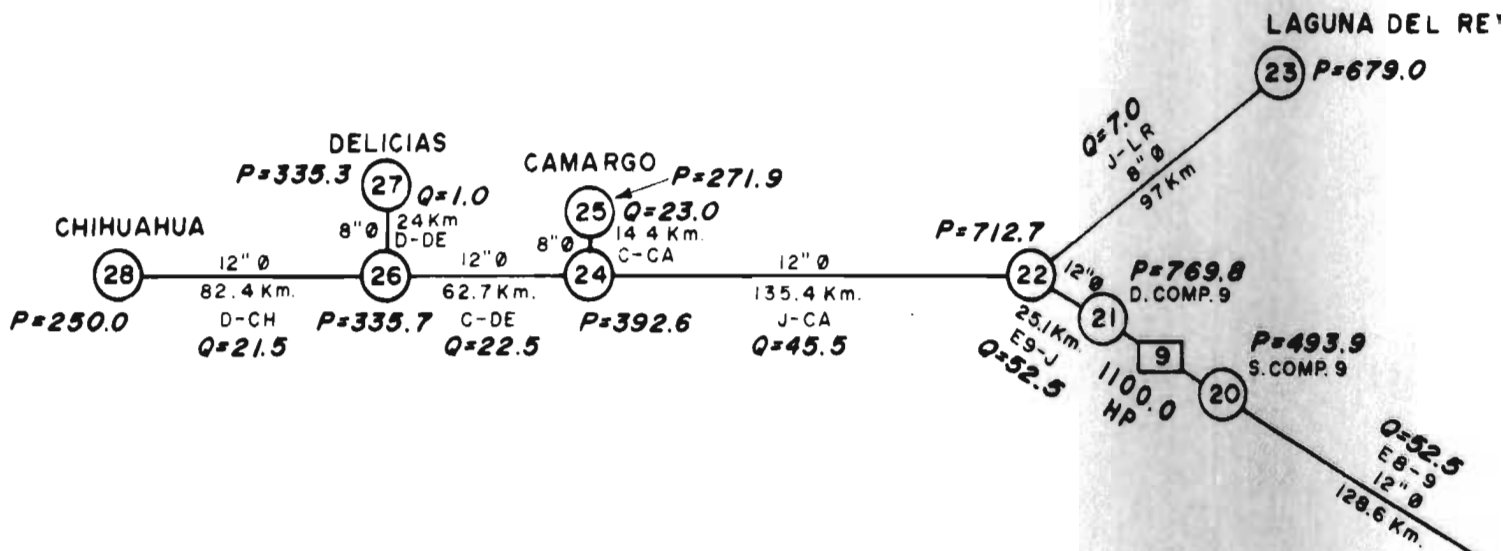 LAGUNA DEL RE
23 P=679.0
Q=7.0
J-LR
8"Ø
97 Km
DELICIAS
P=335.3 27 Q=1.0
8"Ø 24 Km
D-DE
CAMARGO
P=271.9
25 Q=23.0
8"Ø 14.4 Km.
C-CA
CHIHUAHUA
28
P=250.0
12"Ø
82.4 Km.
D-CH
Q=21.5
26
P=335.7
12"Ø
62.7 Km.
C-DE
Q=22.5
24
P=392.6
12"Ø
135.4 Km.
J-CA
Q=45.5
P=712.7
22
12"Ø
25.1 Km.
E9-J
Q=52.5
P=769.8
D. COMP. 9
21
9
1100.0
HP
P=493.9
S. COMP. 9
20
Q=52.5
E8-9
12"Ø
128.6 Km.